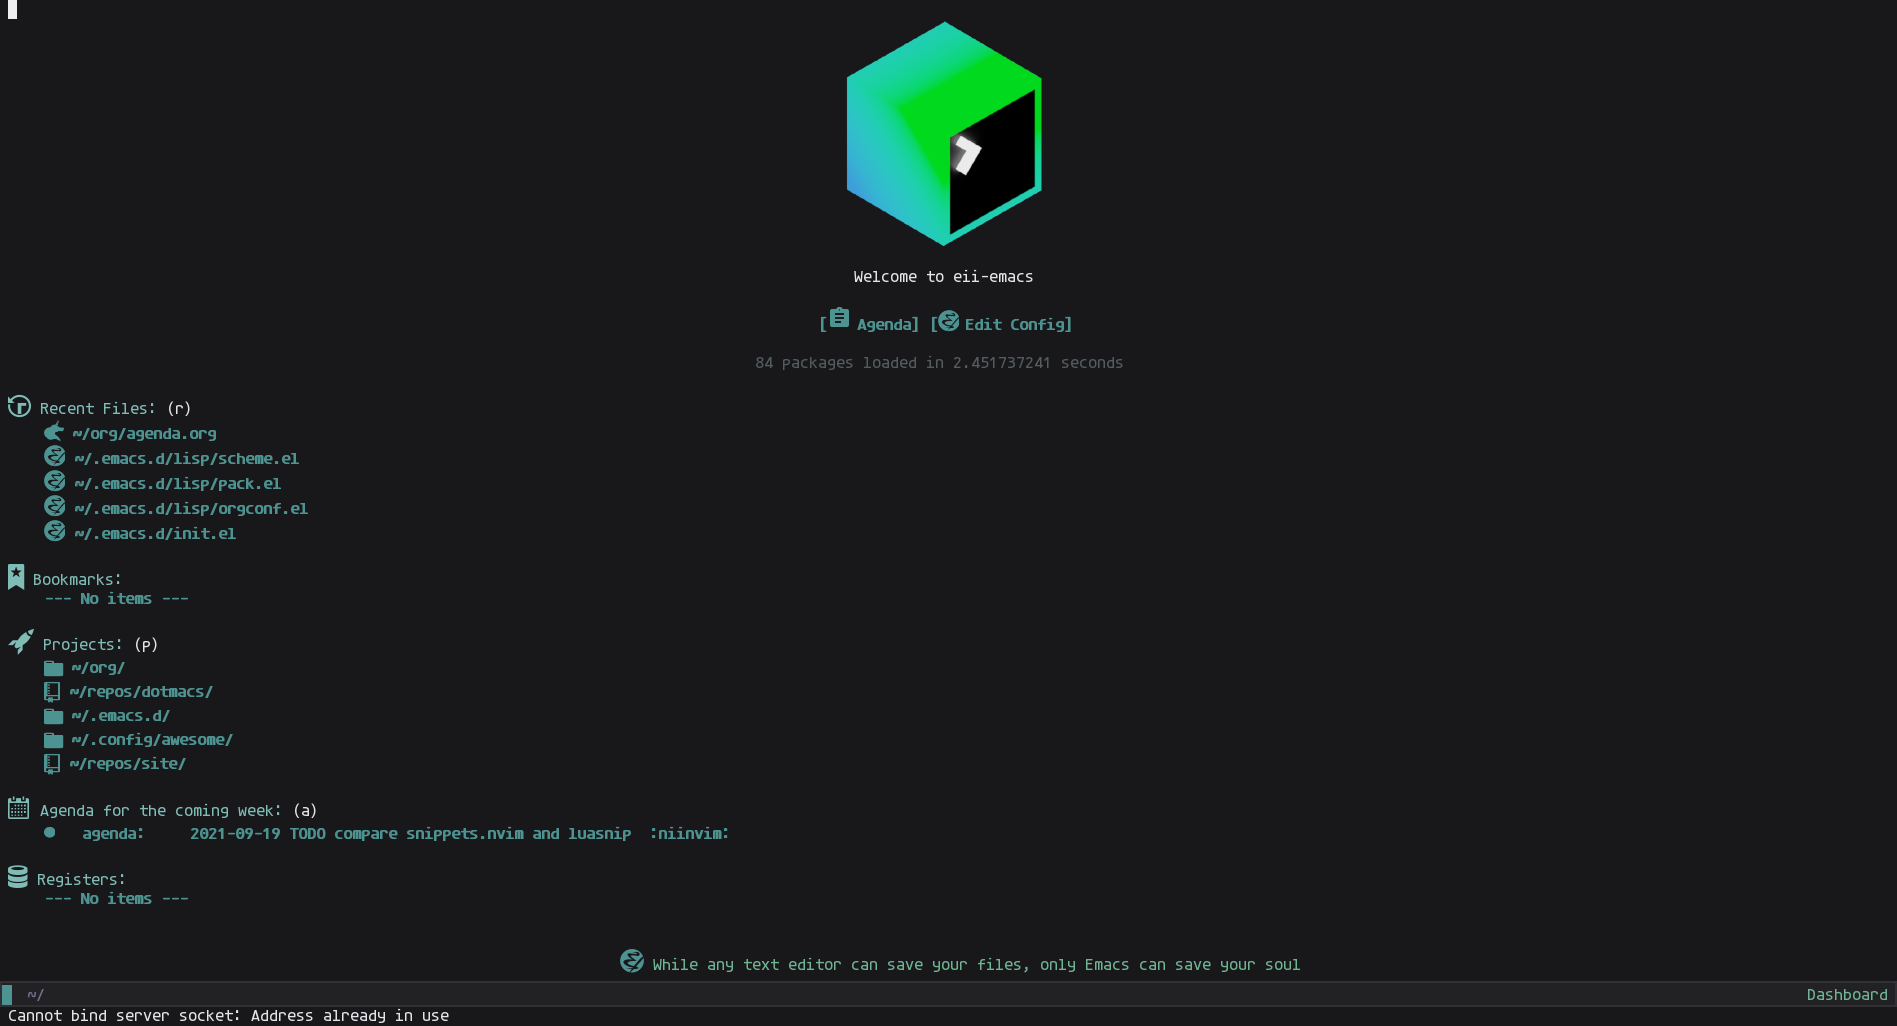 Welcome to eii-emacs
[Agenda] [Edit Config]
84 packages loaded in 2.451737241 seconds
Recent Files: (r)
~/org/agenda.org
~/.emacs.d/lisp/scheme.el
~/.emacs.d/lisp/pack.el
~/.emacs.d/lisp/orgconf.el
~/.emacs.d/init.el
Bookmarks:
--- No items ---
Projects: (p)
~/org/
~/repos/dotmacs/
~/.emacs.d/
~/.config/awesome/
~/repos/site/
Agenda for the coming week: (a)
agenda: 2021-09-19 TODO compare snippets.nvim and luasnip :niinvim:
Registers:
--- No items ---
While any text editor can save your files, only Emacs can save your soul
~/ Dashboard
Cannot bind server socket: Address already in use